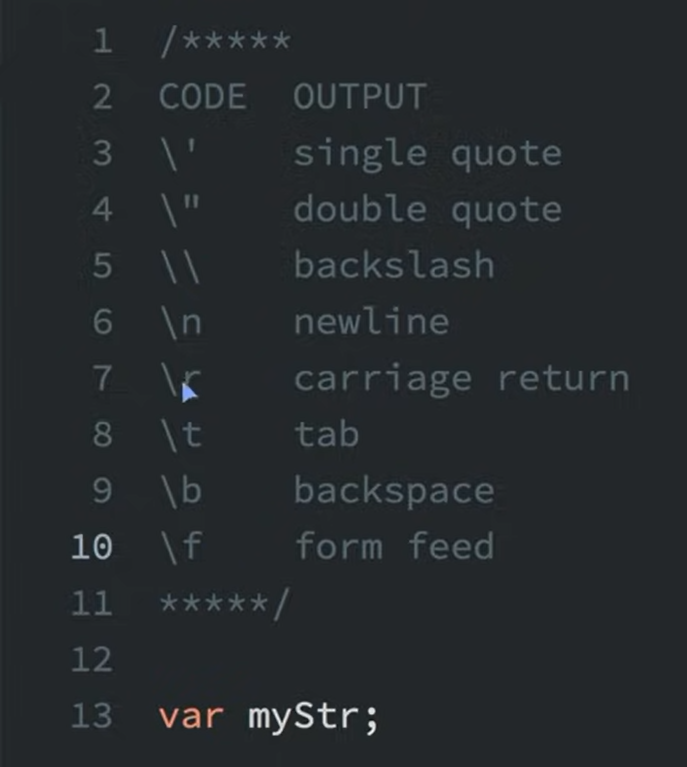 1 /*****
2 CODE OUTPUT
3 \' single quote
4 \" double quote
5 \\ backslash
6 \n newline
7 \r carriage return
8 \t tab
9 \b backspace
10 \f form feed
11 *****/
12
13 var myStr;